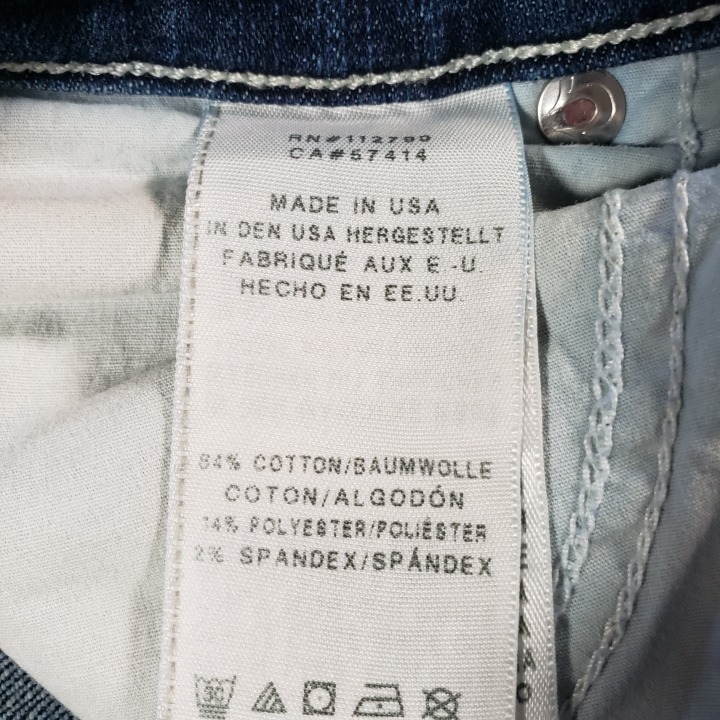 RN#112799
CA#57414
MADE IN USA
IN DEN USA HERGESTELLT
FABRIQUÉ AUX E-U.
HECHO EN EE.UU.
84% COTTON/BAUMWOLLE
COTON/ALGODÓN
14% POLYESTER/POLIÉSTER
2% SPANDEX/SPÁNDEX
30